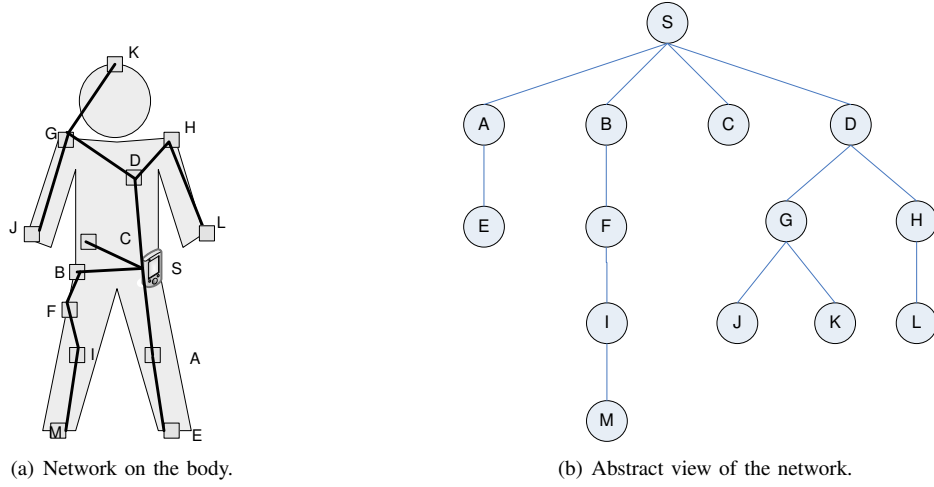 K
G
H
D
J
L
C
B
S
F
I
A
M
E
(a) Network on the body.
S
A
B
C
D
E
F
G
H
I
J
K
L
M
(b) Abstract view of the network.